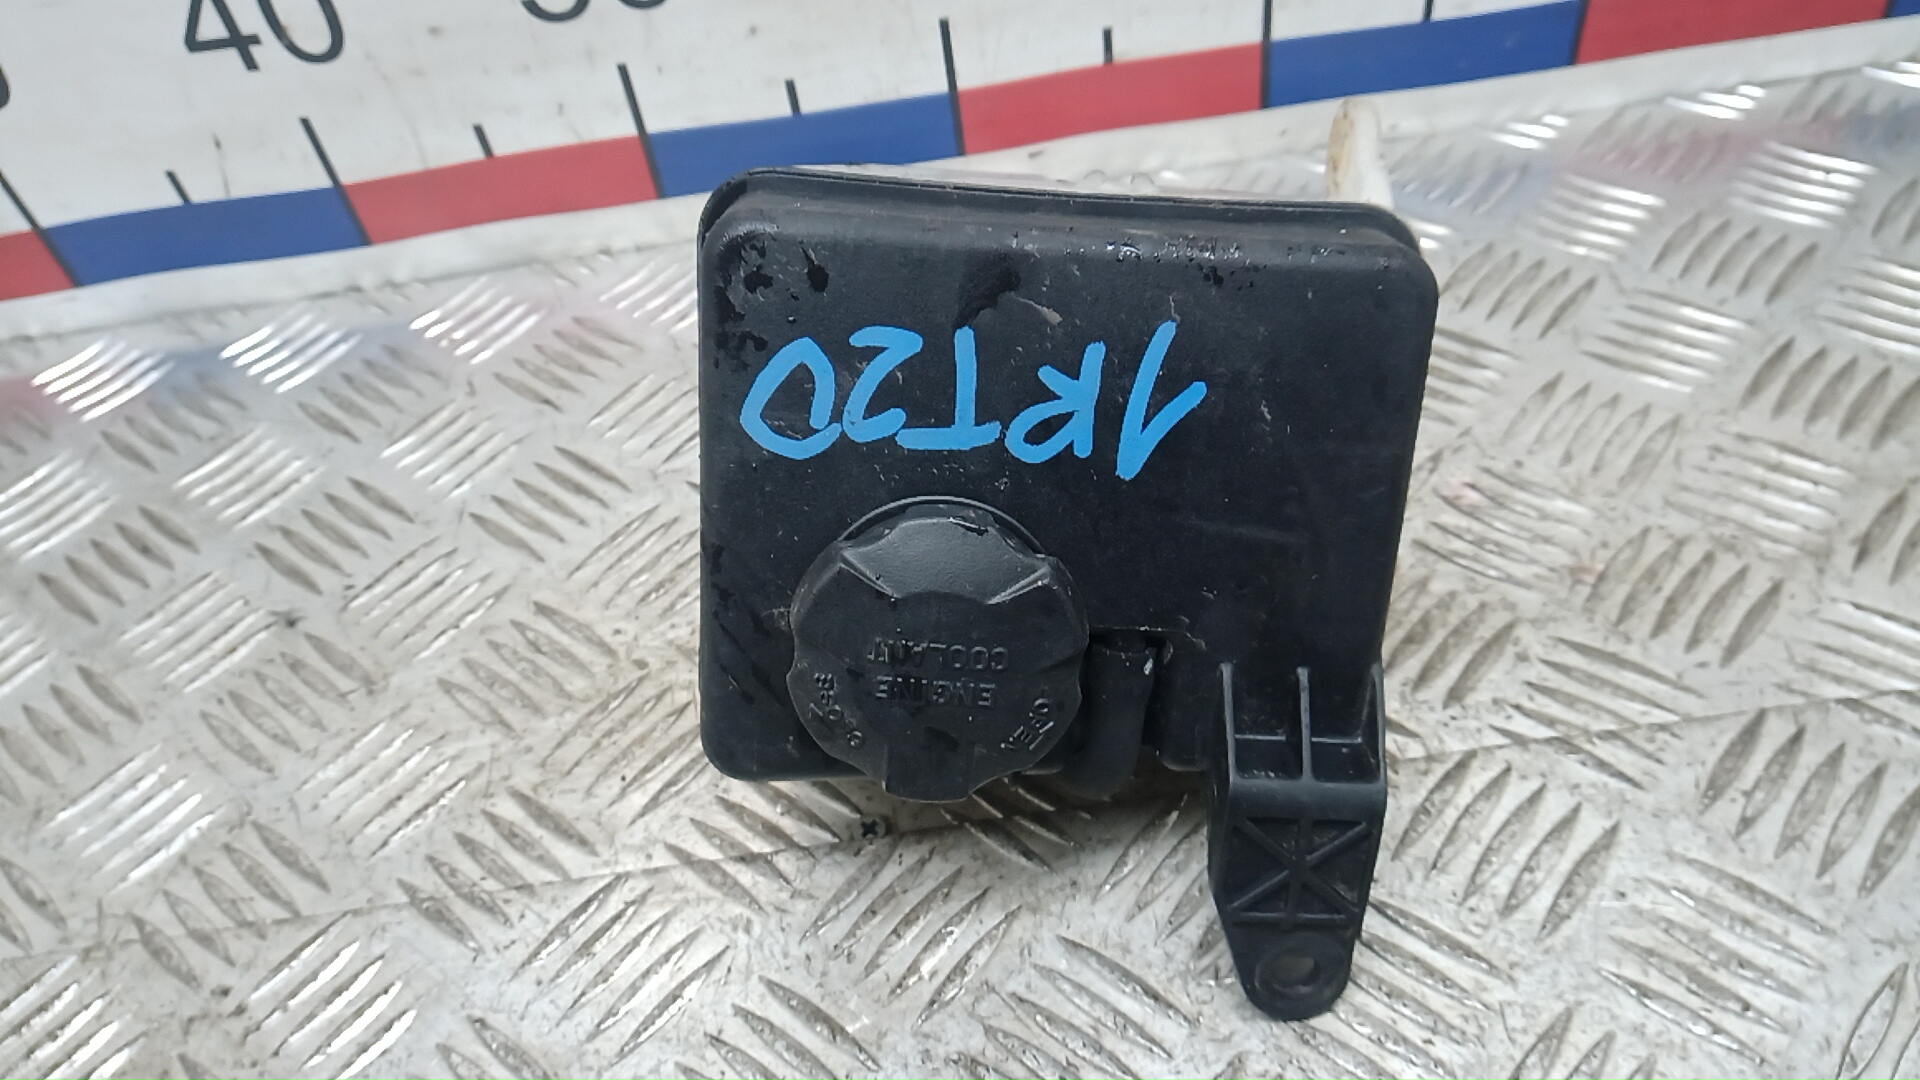 40
1RT20
ENGINE
COOLANT
OPEN